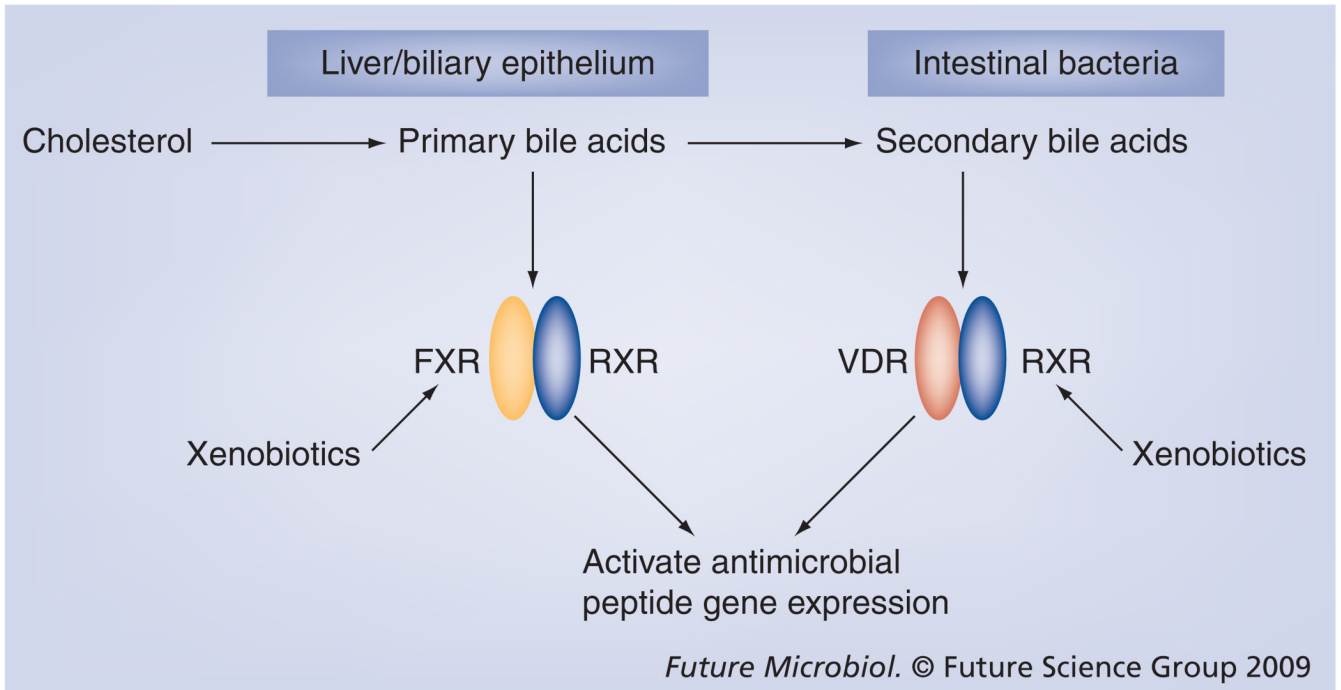 Liver/biliary epithelium
Intestinal bacteria
Cholesterol
Primary bile acids
Secondary bile acids
FXR
RXR
VDR
RXR
Xenobiotics
Xenobiotics
Activate antimicrobial
peptide gene expression
Future Microbiol. © Future Science Group 2009